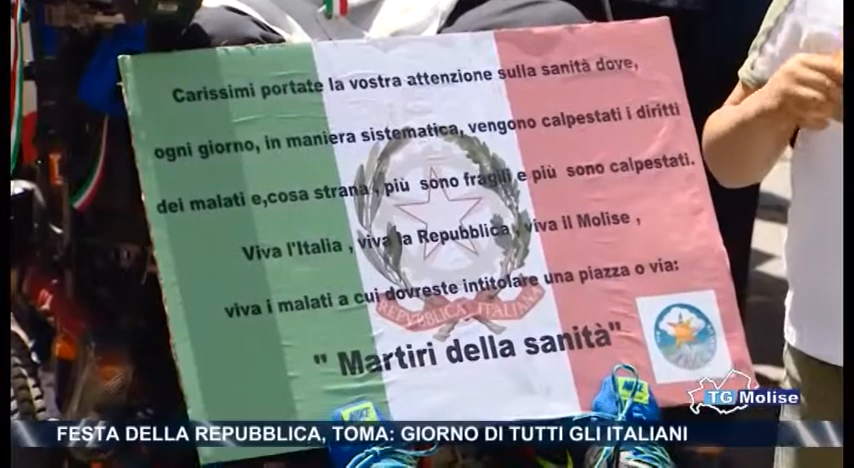 Carissimi portate la vostra attenzione sulla sanità dove,
ogni giorno, in maniera sistematica, vengono calpestati i diritti
dei malati e,cosa strana , più sono fragili e più sono calpestati.
Viva l'Italia , viva la Repubblica , viva il Molise ,
viva i malati a cui dovreste intitolare una piazza o via:
" Martiri della sanità"
REPVBBLICA ITALIANA
NIKE
TG Molise
FESTA DELLA REPUBBLICA, TOMA: GIORNO DI TUTTI GLI ITALIANI